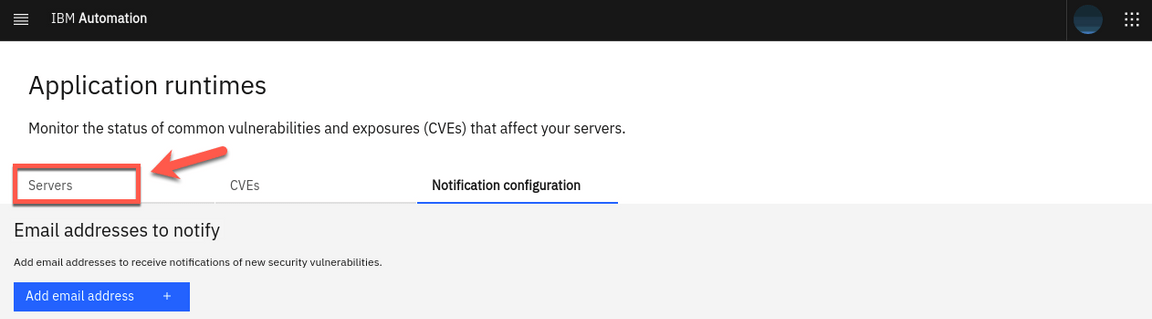 IBM Automation
Application runtimes
Monitor the status of common vulnerabilities and exposures (CVEs) that affect your servers.
Servers CVEs Notification configuration
Email addresses to notify
Add email addresses to receive notifications of new security vulnerabilities.
Add email address +